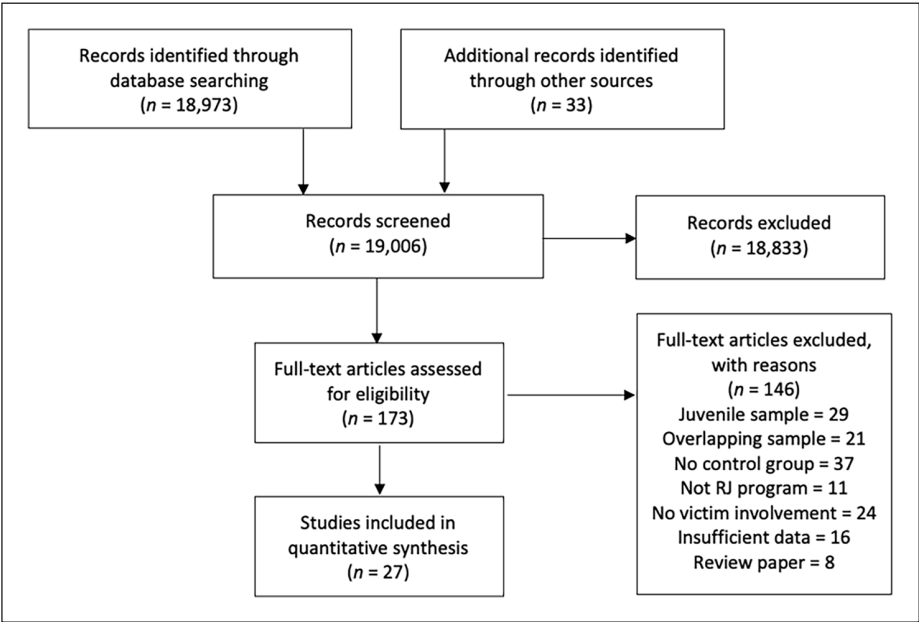 Records identified through
database searching
(n = 18,973)
Additional records identified
through other sources
(n = 33)
Records screened
(n = 19,006)
Records excluded
(n = 18,833)
Full-text articles assessed
for eligibility
(n = 173)
Full-text articles excluded,
with reasons
(n = 146)
Juvenile sample = 29
Overlapping sample = 21
No control group = 37
Not RJ program = 11
No victim involvement = 24
Insufficient data = 16
Review paper = 8
Studies included in
quantitative synthesis
(n = 27)